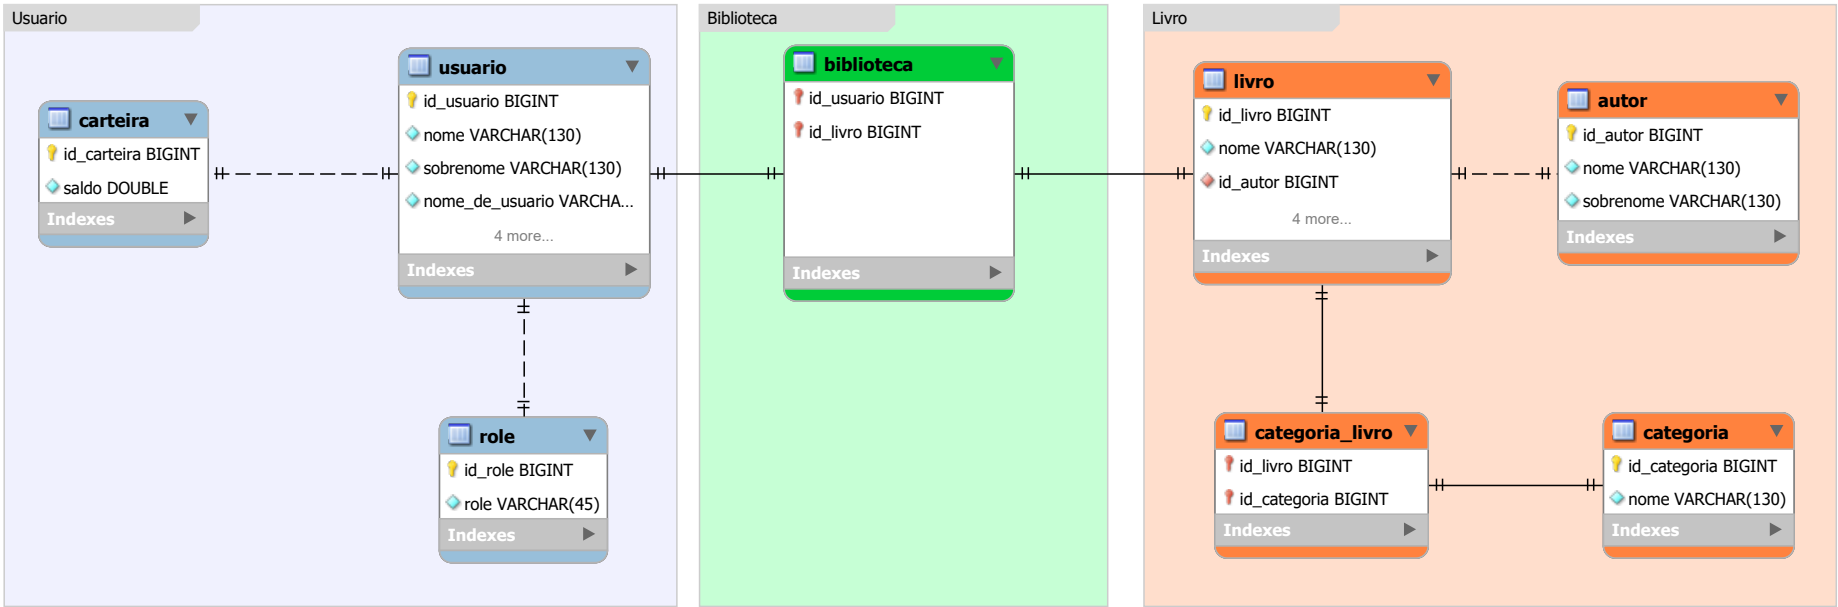 Usuario
carteira
id_carteira BIGINT
saldo DOUBLE
Indexes
usuario
id_usuario BIGINT
nome VARCHAR(130)
sobrenome VARCHAR(130)
nome_de_usuario VARCHA...
4 more...
Indexes
role
id_role BIGINT
role VARCHAR(45)
Indexes
Biblioteca
biblioteca
id_usuario BIGINT
id_livro BIGINT
Indexes
Livro
livro
id_livro BIGINT
nome VARCHAR(130)
id_autor BIGINT
4 more...
Indexes
autor
id_autor BIGINT
nome VARCHAR(130)
sobrenome VARCHAR(130)
Indexes
categoria_livro
id_livro BIGINT
id_categoria BIGINT
Indexes
categoria
id_categoria BIGINT
nome VARCHAR(130)
Indexes